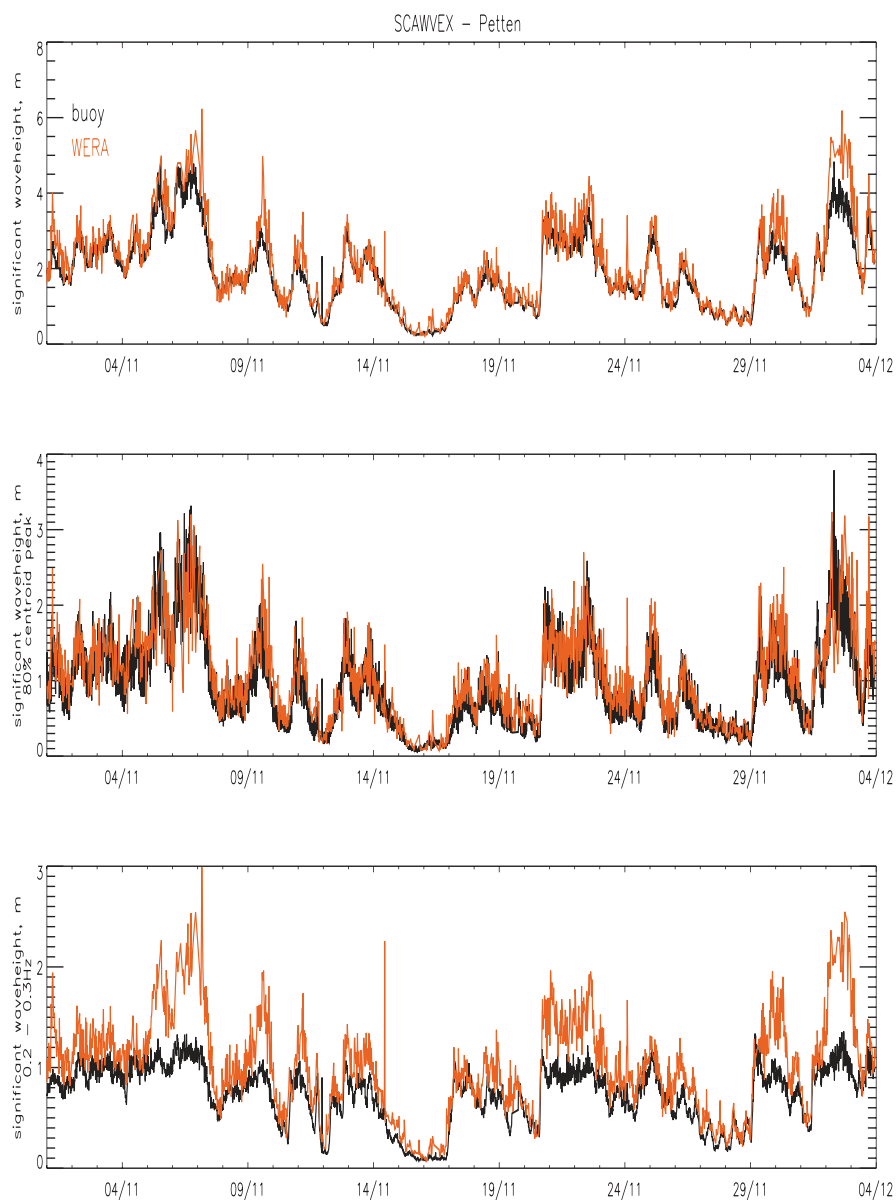 SCAWVEX – Petten
significant waveheight, m
8
6
4
2
0
buoy
WERA
04/11 09/11 14/11 19/11 24/11 29/11 04/12
significant waveheight, m
80% centroid peak
4
3
2
1
0
04/11 09/11 14/11 19/11 24/11 29/11 04/12
significant waveheight, m
0.2 – 0.3Hz
3
2
1
0
04/11 09/11 14/11 19/11 24/11 29/11 04/12